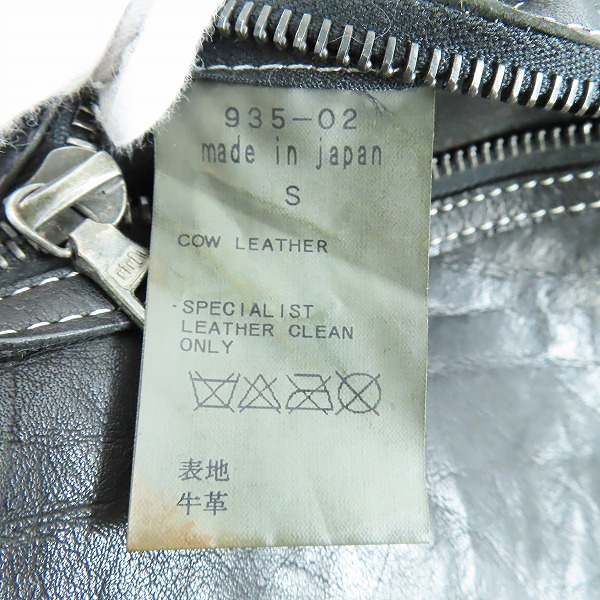 935-02
made in japan
S
COW LEATHER
·SPECIALIST
LEATHER CLEAN
ONLY
表地
牛革